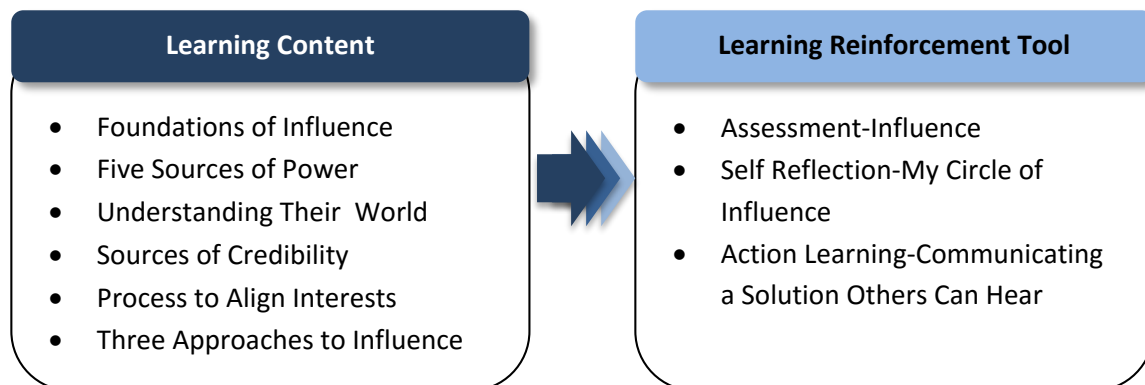 Learning Content
• Foundations of Influence
• Five Sources of Power
• Understanding Their  World
• Sources of Credibility
• Process to Align Interests
• Three Approaches to Influence
Learning Reinforcement Tool
• Assessment-Influence
• Self Reflection-My Circle of
Influence
• Action Learning-Communicating
a Solution Others Can Hear